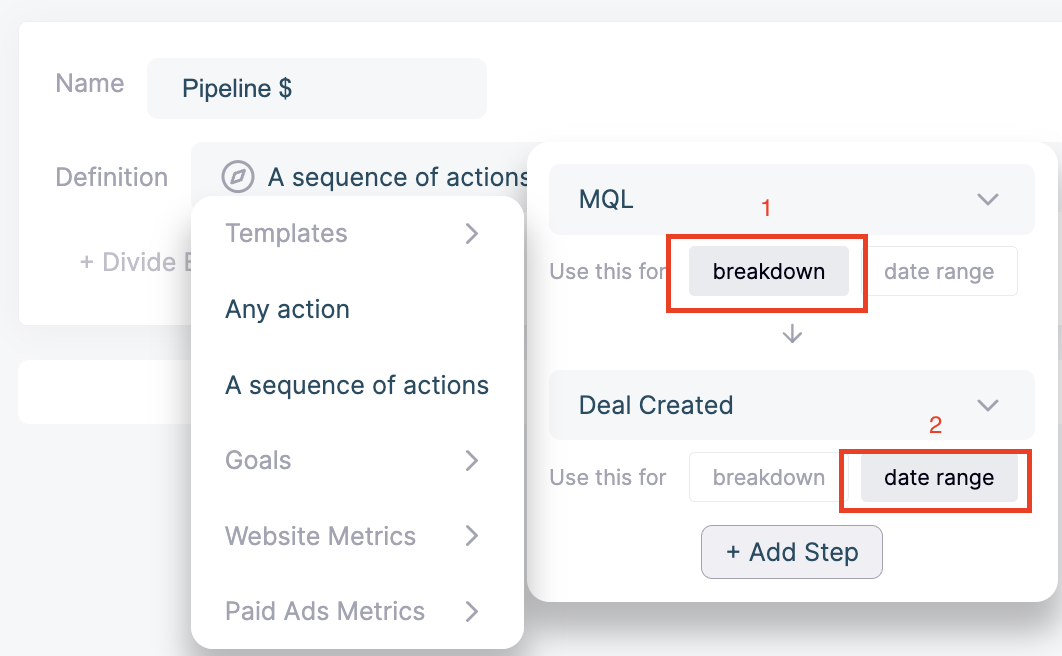 Name
Pipeline $
Definition
A sequence of actions
+ Divide
Templates
Any action
A sequence of actions
Goals
Website Metrics
Paid Ads Metrics
MQL
1
Use this for
breakdown
date range
Deal Created
2
Use this for
breakdown
date range
+ Add Step